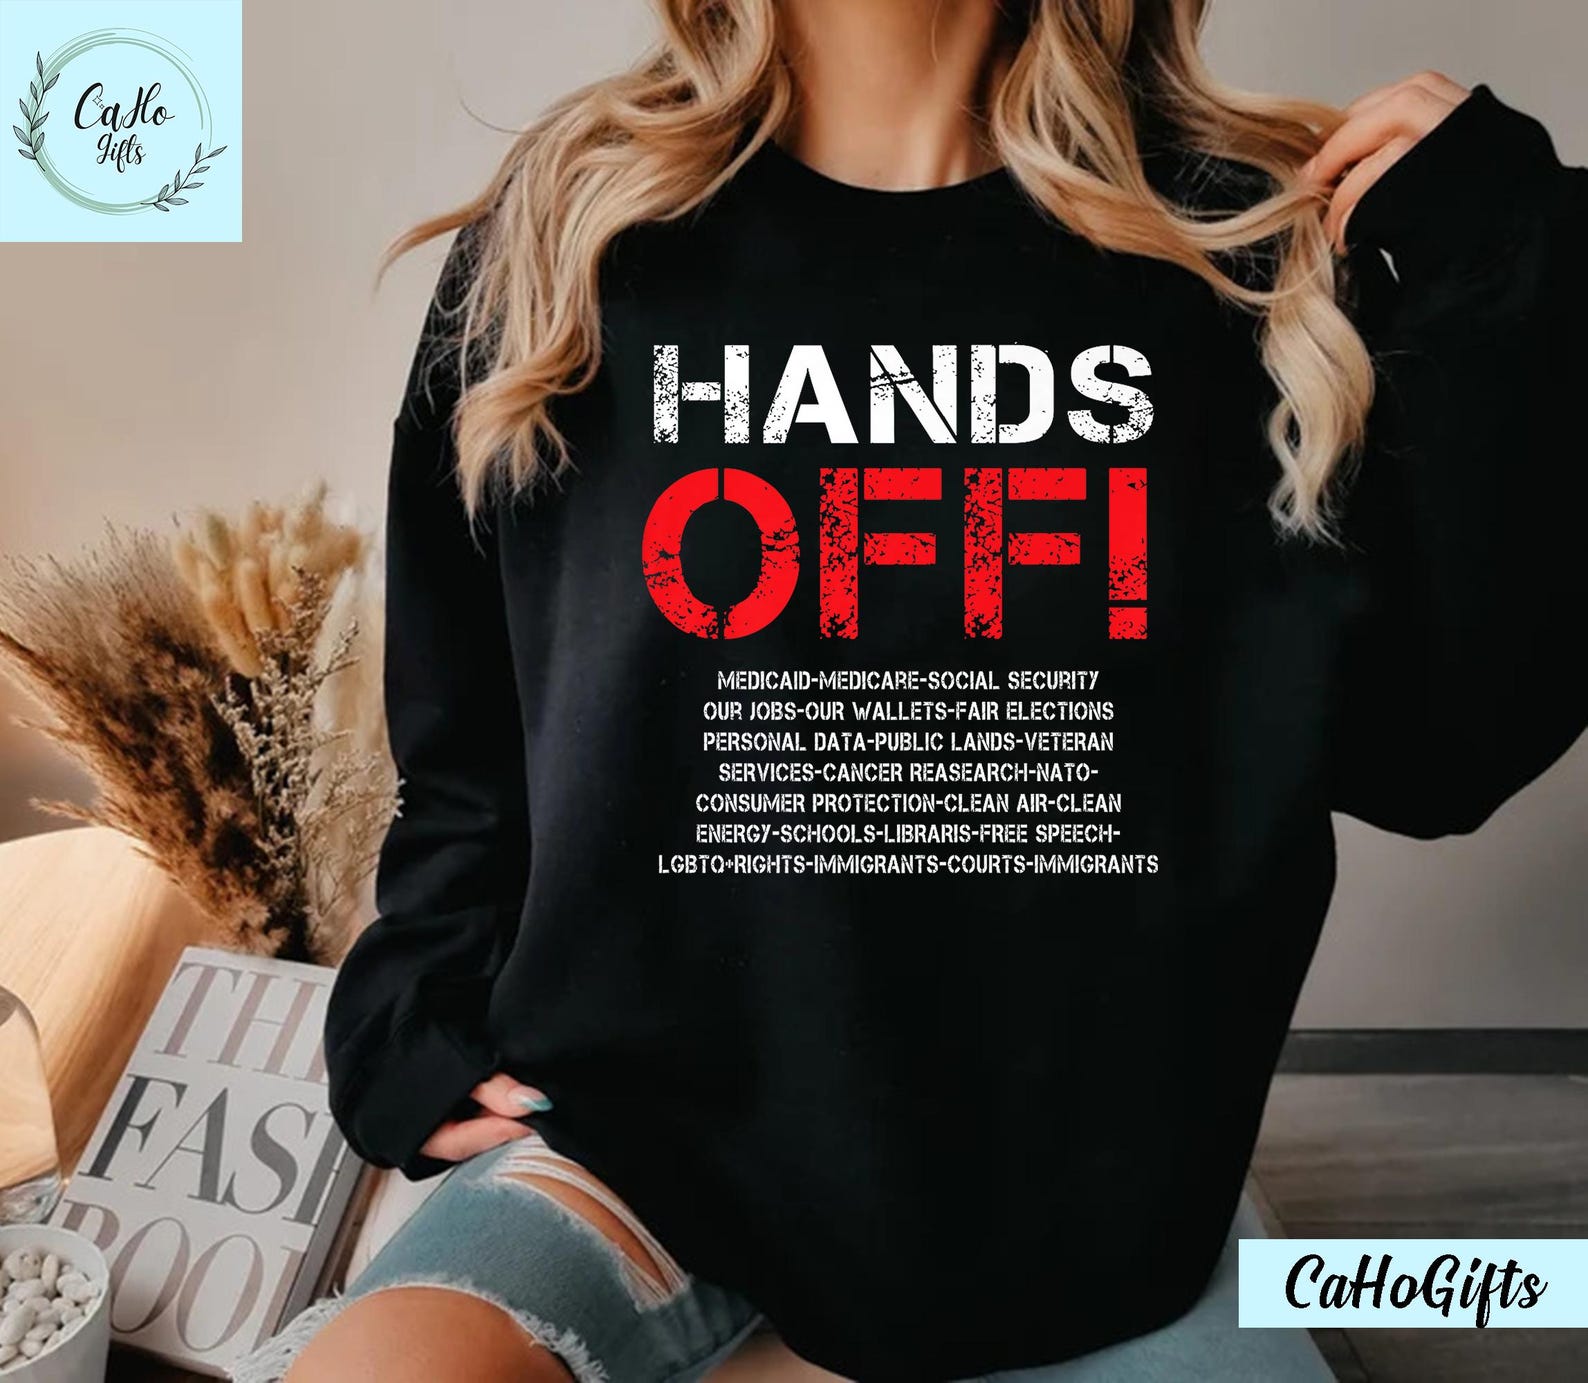 CaHo
gifts
HANDS
OFF!
MEDICAID-MEDICARE-SOCIAL SECURITY
OUR JOBS-OUR WALLETS-FAIR ELECTIONS
PERSONAL DATA-PUBLIC LANDS-VETERAN
SERVICES-CANCER REASEARCH-NATO-
CONSUMER PROTECTION-CLEAN AIR-CLEAN
ENERGY-SCHOOLS-LIBRARIS-FREE SPEECH-
LGBTQ+RIGHTS-IMMIGRANTS-COURTS-IMMIGRANTS
TH
FASH
BOO
CaHoGifts